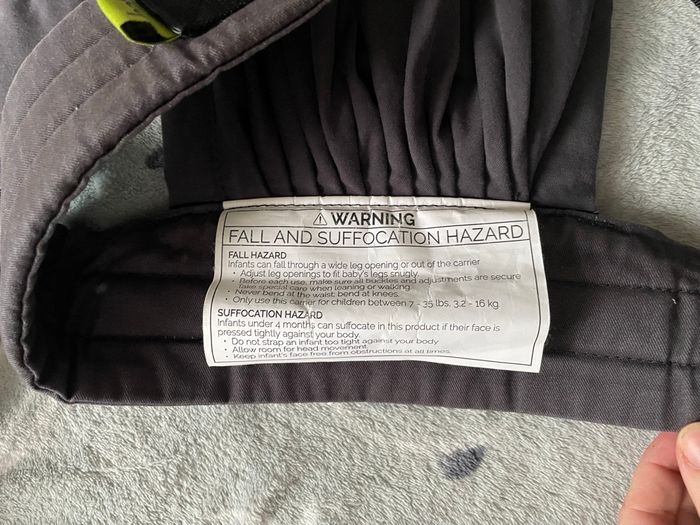 ⚠ WARNING
FALL AND SUFFOCATION HAZARD
FALL HAZARD
Infants can fall through a wide leg opening or out of the carrier
• Adjust leg openings to fit baby's legs snugly.
• Before each use, make sure all buckles and adjustments are secure
• Take special care when leaning or walking.
• Never bend at the waist; bend at knees.
• Only use this carrier for children between 7 - 35 lbs, 3.2 - 16 kg
SUFFOCATION HAZARD
Infants under 4 months can suffocate in this product if their face is
pressed tightly against your body.
• Do not strap an infant too tight against your body
• Allow room for head movement.
• Keep infant's face free from obstructions at all times.